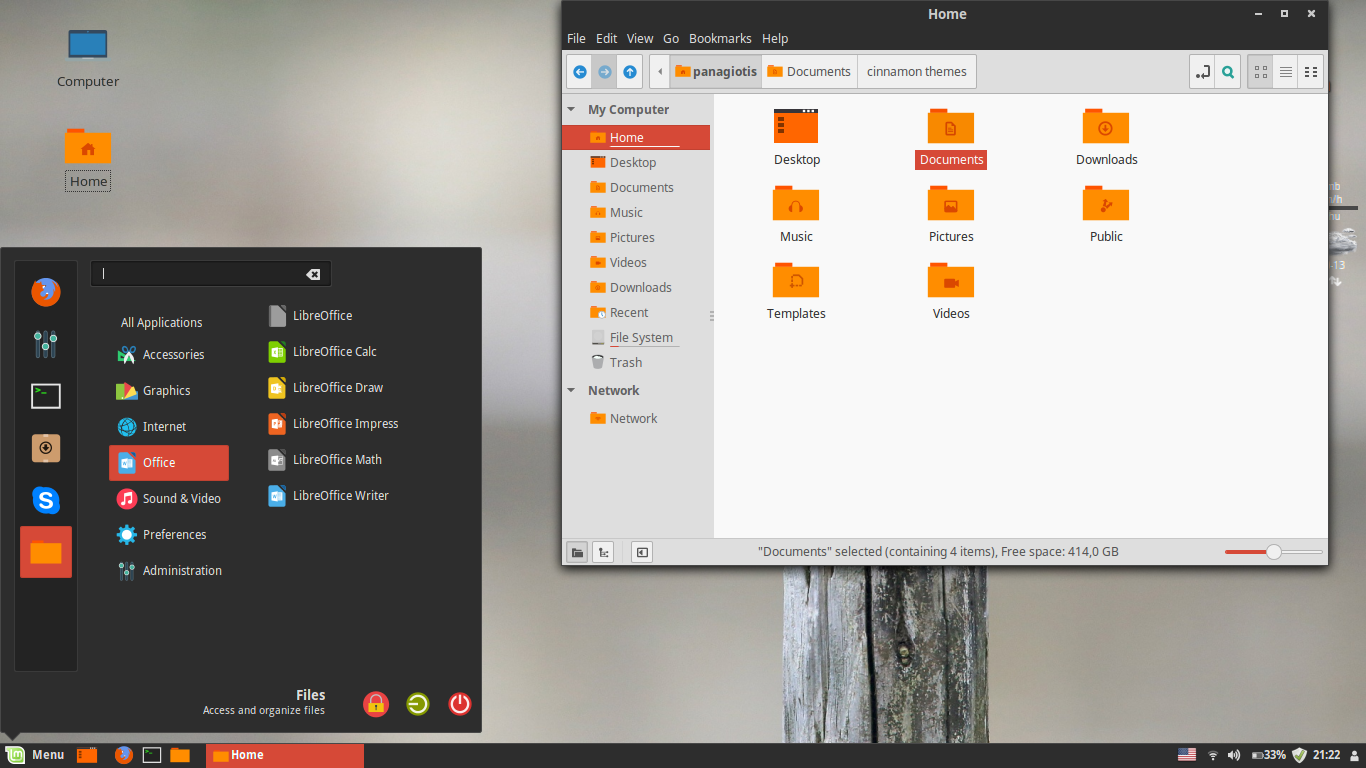 Computer
Home
Home
File Edit View Go Bookmarks Help
panagiotis Documents cinnamon themes
My Computer
Home
Desktop
Documents
Music
Pictures
Videos
Downloads
Recent
File System
Trash
Network
Network
Desktop Documents Downloads
Music Pictures Public
Templates Videos
"Documents" selected (containing 4 items), Free space: 414,0 GB
All Applications
Accessories
Graphics
Internet
Office
Sound & Video
Preferences
Administration
LibreOffice
LibreOffice Calc
LibreOffice Draw
LibreOffice Impress
LibreOffice Math
LibreOffice Writer
Files
Access and organize files
Menu Home 33% 21:22